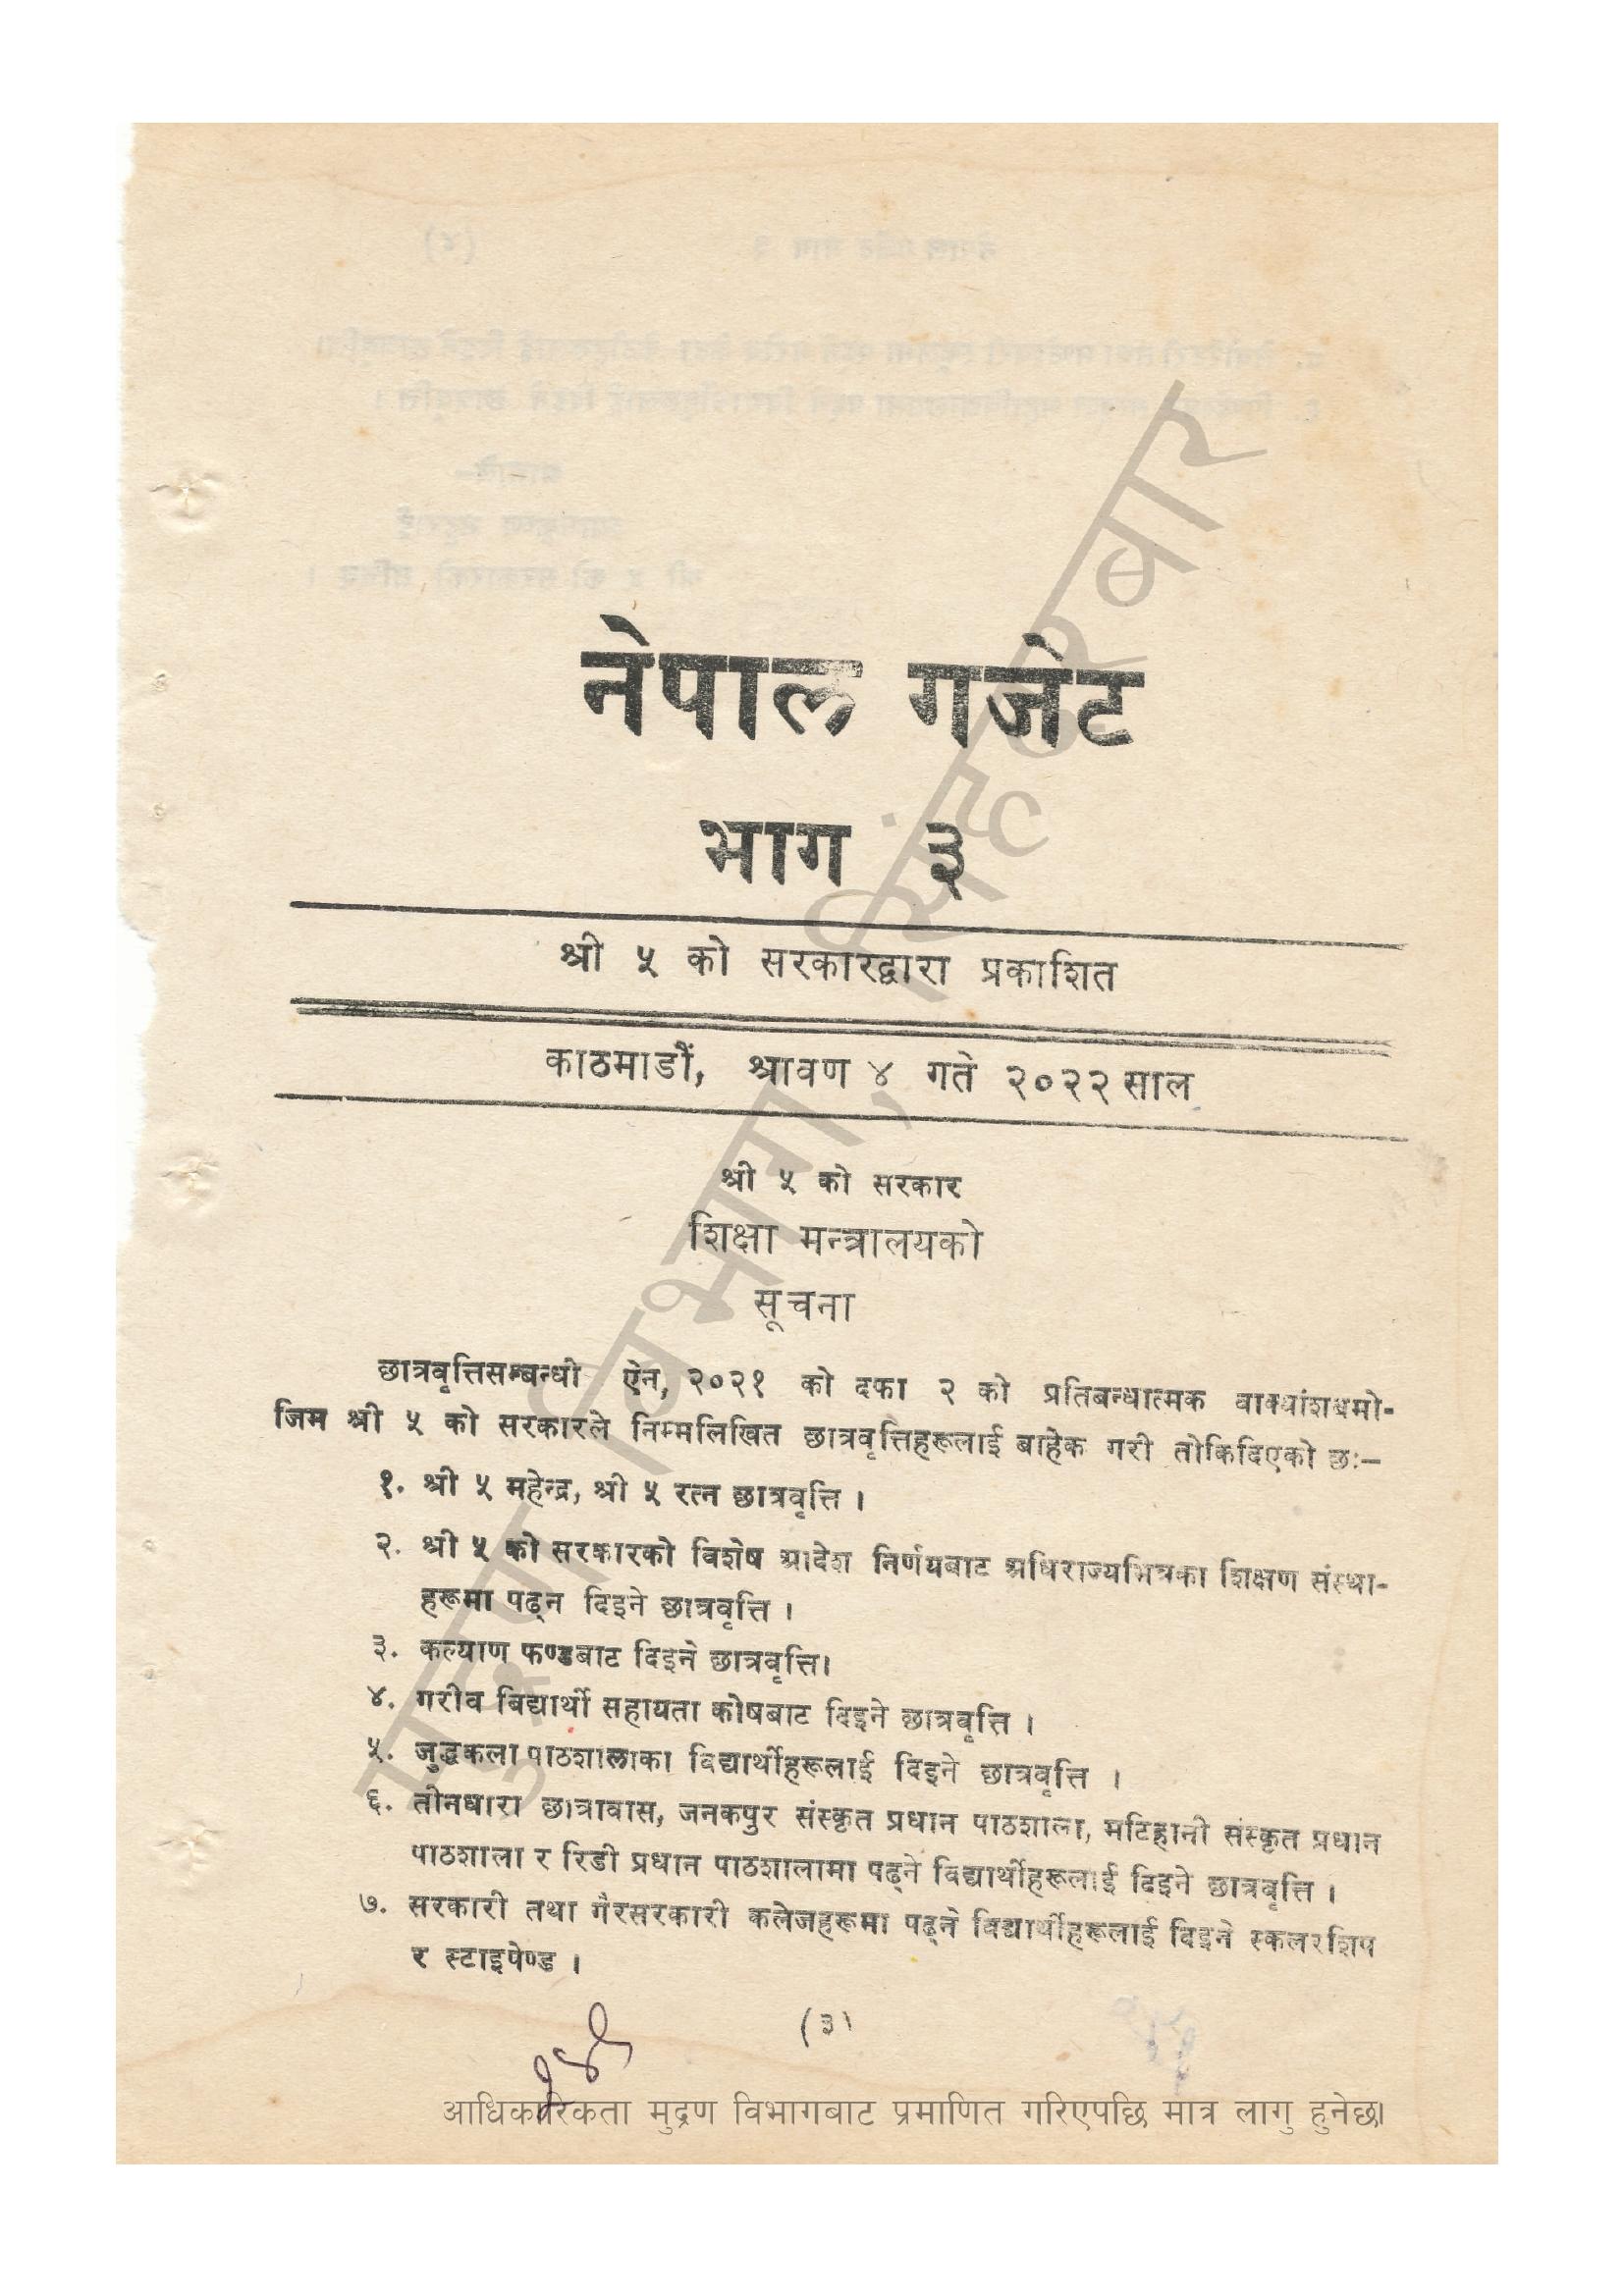 नेपाल गजेट
भाग ३
श्री ५ को सरकारद्वारा प्रकाशित
काठमाडौं, श्रावण ४ गते २०२२ साल
श्री ५ को सरकार
शिक्षा मन्त्रालयको
सूचना
छात्रवृत्तिसम्बन्धी ऐन, २०२१ को दफा २ को प्रतिबन्धात्मक वाक्यांशबमो-
जिम श्री ५ को सरकारले निम्मलिखित छात्रवृत्तिहरूलाई बाहेक गरी तोकिदिएको छः–
१. श्री ५ महेन्द्र, श्री ५ रत्न छात्रवृत्ति ।
२. श्री ५ को सरकारको विशेष आदेश निर्णयबाट अधिराज्यभित्रका शिक्षण संस्था-
हरूमा पढ्न दिइने छात्रवृत्ति ।
३. कल्याण फण्डबाट दिइने छात्रवृत्ति।
४. गरीव विद्यार्थी सहायता कोषबाट दिइने छात्रवृत्ति ।
५. जुद्धकला पाठशालाका विद्यार्थीहरूलाई दिइने छात्रवृत्ति ।
६. तीनधारा छात्रावास, जनकपुर संस्कृत प्रधान पाठशाला, मटिहानी संस्कृत प्रधान
पाठशाला र रिडी प्रधान पाठशालामा पढ्ने विद्यार्थीहरूलाई दिइने छात्रवृत्ति ।
७. सरकारी तथा गैरसरकारी कलेजहरूमा पढ्ने विद्यार्थीहरूलाई दिइने स्कलरशिप
र स्टाइपेण्ड ।
(३)
आधिकारिकता मुद्रण विभागबाट प्रमाणित गरिएपछि मात्र लागु हुनेछ।
मुद्रण विभाग, सिंहदरबार